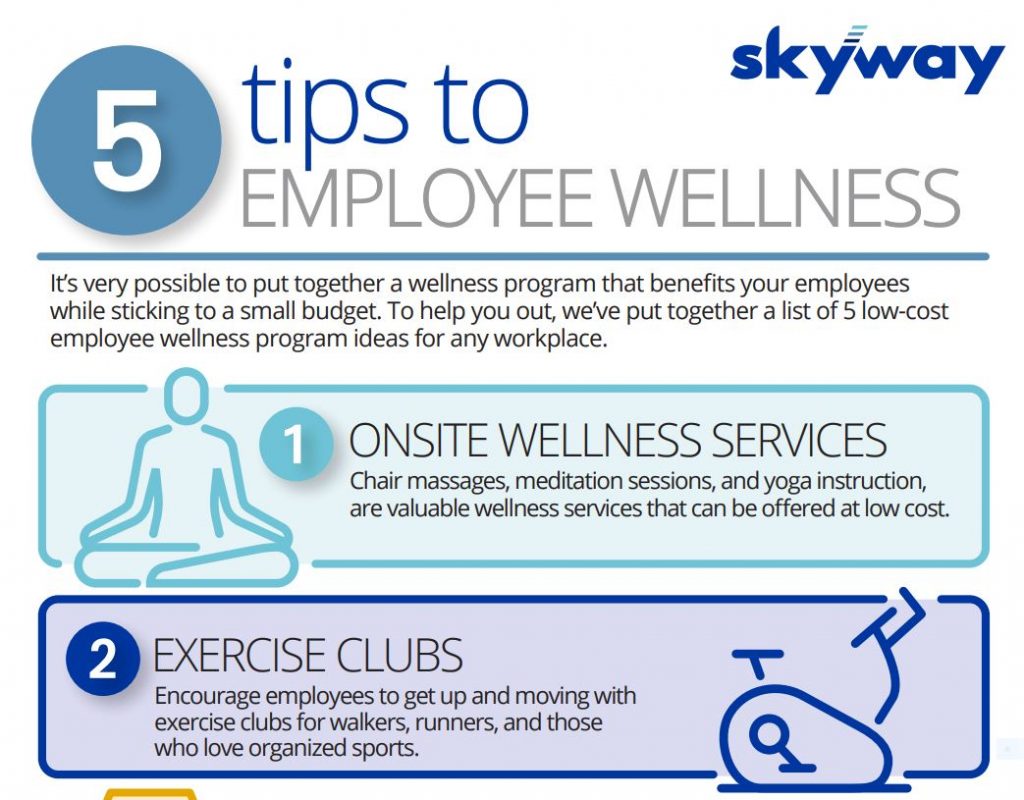 skyway
5
tips to
EMPLOYEE WELLNESS
It’s very possible to put together a wellness program that benefits your employees
while sticking to a small budget. To help you out, we’ve put together a list of 5 low-cost
employee wellness program ideas for any workplace.
1
ONSITE WELLNESS SERVICES
Chair massages, meditation sessions, and yoga instruction,
are valuable wellness services that can be offered at low cost.
2
EXERCISE CLUBS
Encourage employees to get up and moving with
exercise clubs for walkers, runners, and those
who love organized sports.